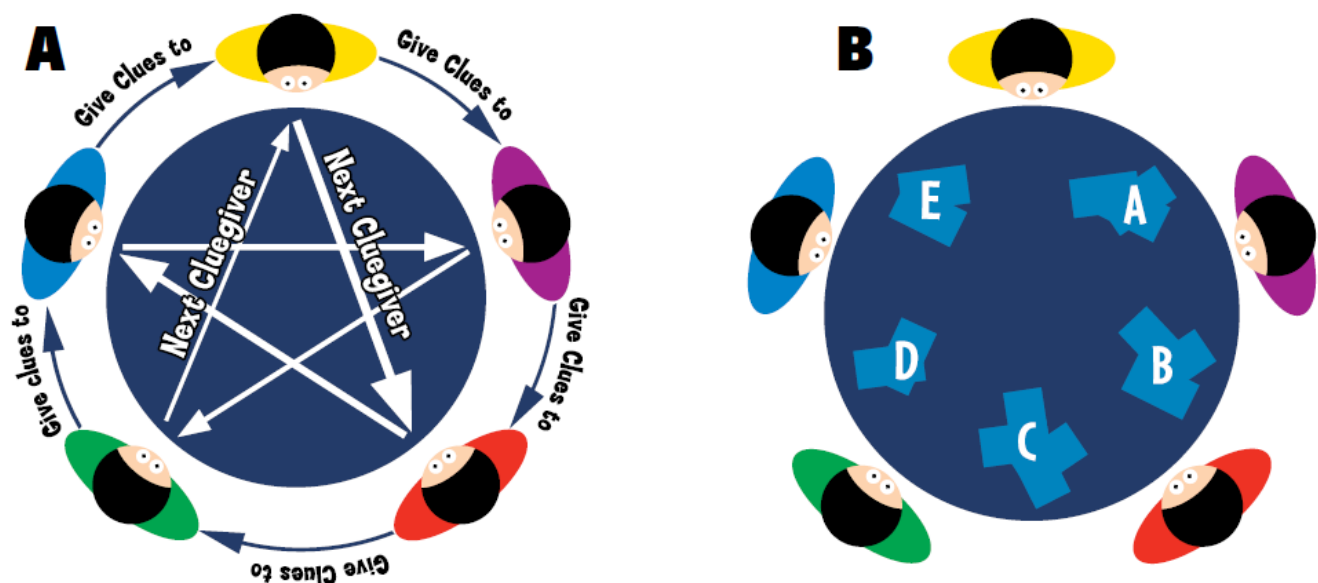 A
Give Clues to
Give Clues to
Next Cluegiver
Next Cluegiver
Give clues to
Give Clues to
Give Clues to
B
E
A
D
B
C